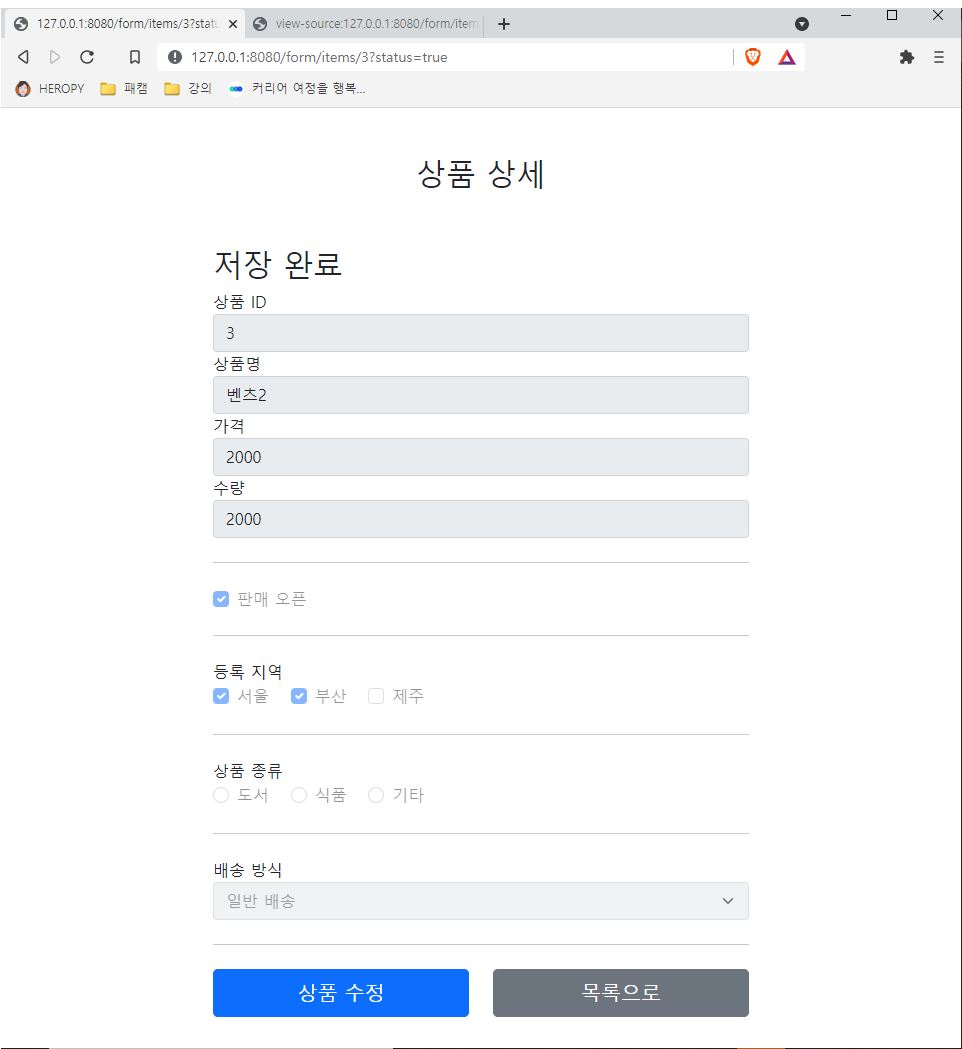 127.0.0.1:8080/form/items/3?statu
view-source:127.0.0.1:8080/form/item
127.0.0.1:8080/form/items/3?status=true
HEROPY 패캠 강의 커리어 여정을 행복...
상품 상세
저장 완료
상품 ID
3
상품명
벤츠2
가격
2000
수량
2000
판매 오픈
등록 지역
서울 부산 제주
상품 종류
도서 식품 기타
배송 방식
일반 배송
상품 수정 목록으로